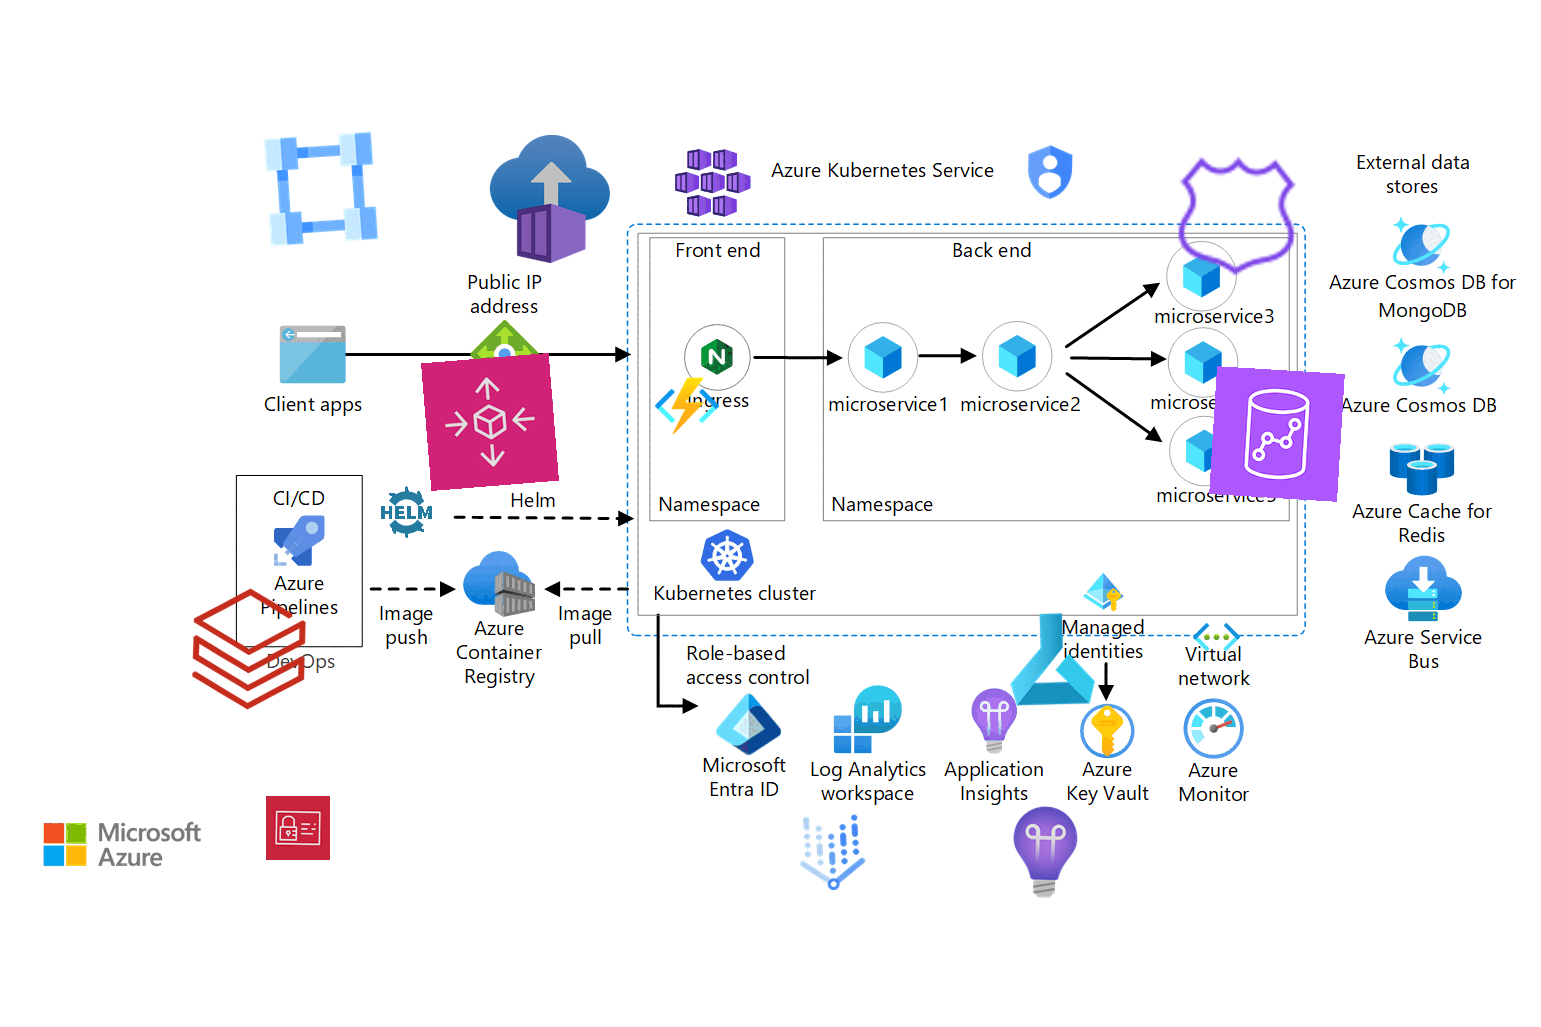 Azure Kubernetes Service
External data
stores
Front end
Back end
Public IP
address
Azure Cosmos DB for
MongoDB
microservice3
Client apps
Ingress
microservice1
microservice2
Azure Cosmos DB
CI/CD
HELM
Helm
Namespace
Namespace
Azure Cache for
Redis
Azure
Pipelines
Kubernetes cluster
Image
push
Image
pull
Azure
Container
Registry
DevOps
Managed
identities
Virtual
network
Azure Service
Bus
Role-based
access control
Microsoft
Entra ID
Log Analytics
workspace
Application
Insights
Azure
Key Vault
Azure
Monitor
Microsoft
Azure